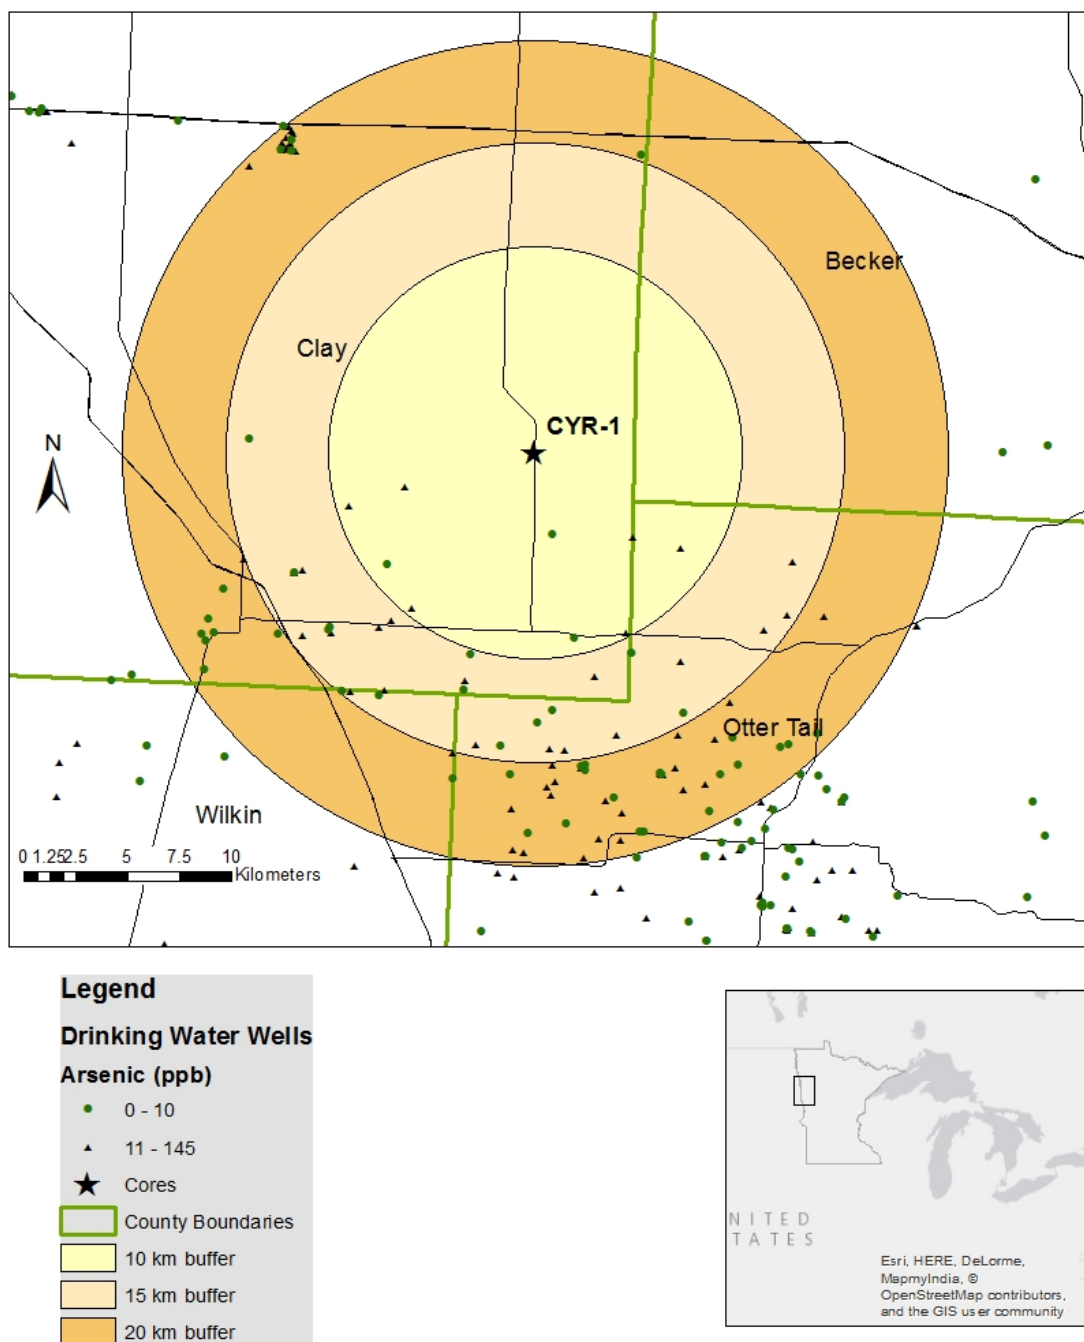 Becker
Clay
CYR-1
N
Otter Tail
Wilkin
0 1.252.5 5 7.5 10
Kilometers
Legend
Drinking Water Wells
Arsenic (ppb)
0 - 10
11 - 145
Cores
County Boundaries
10 km buffer
15 km buffer
20 km buffer
NITED
TATES
Esri, HERE, DeLorme,
MapmyIndia, ©
OpenStreetMap contributors,
and the GIS user community